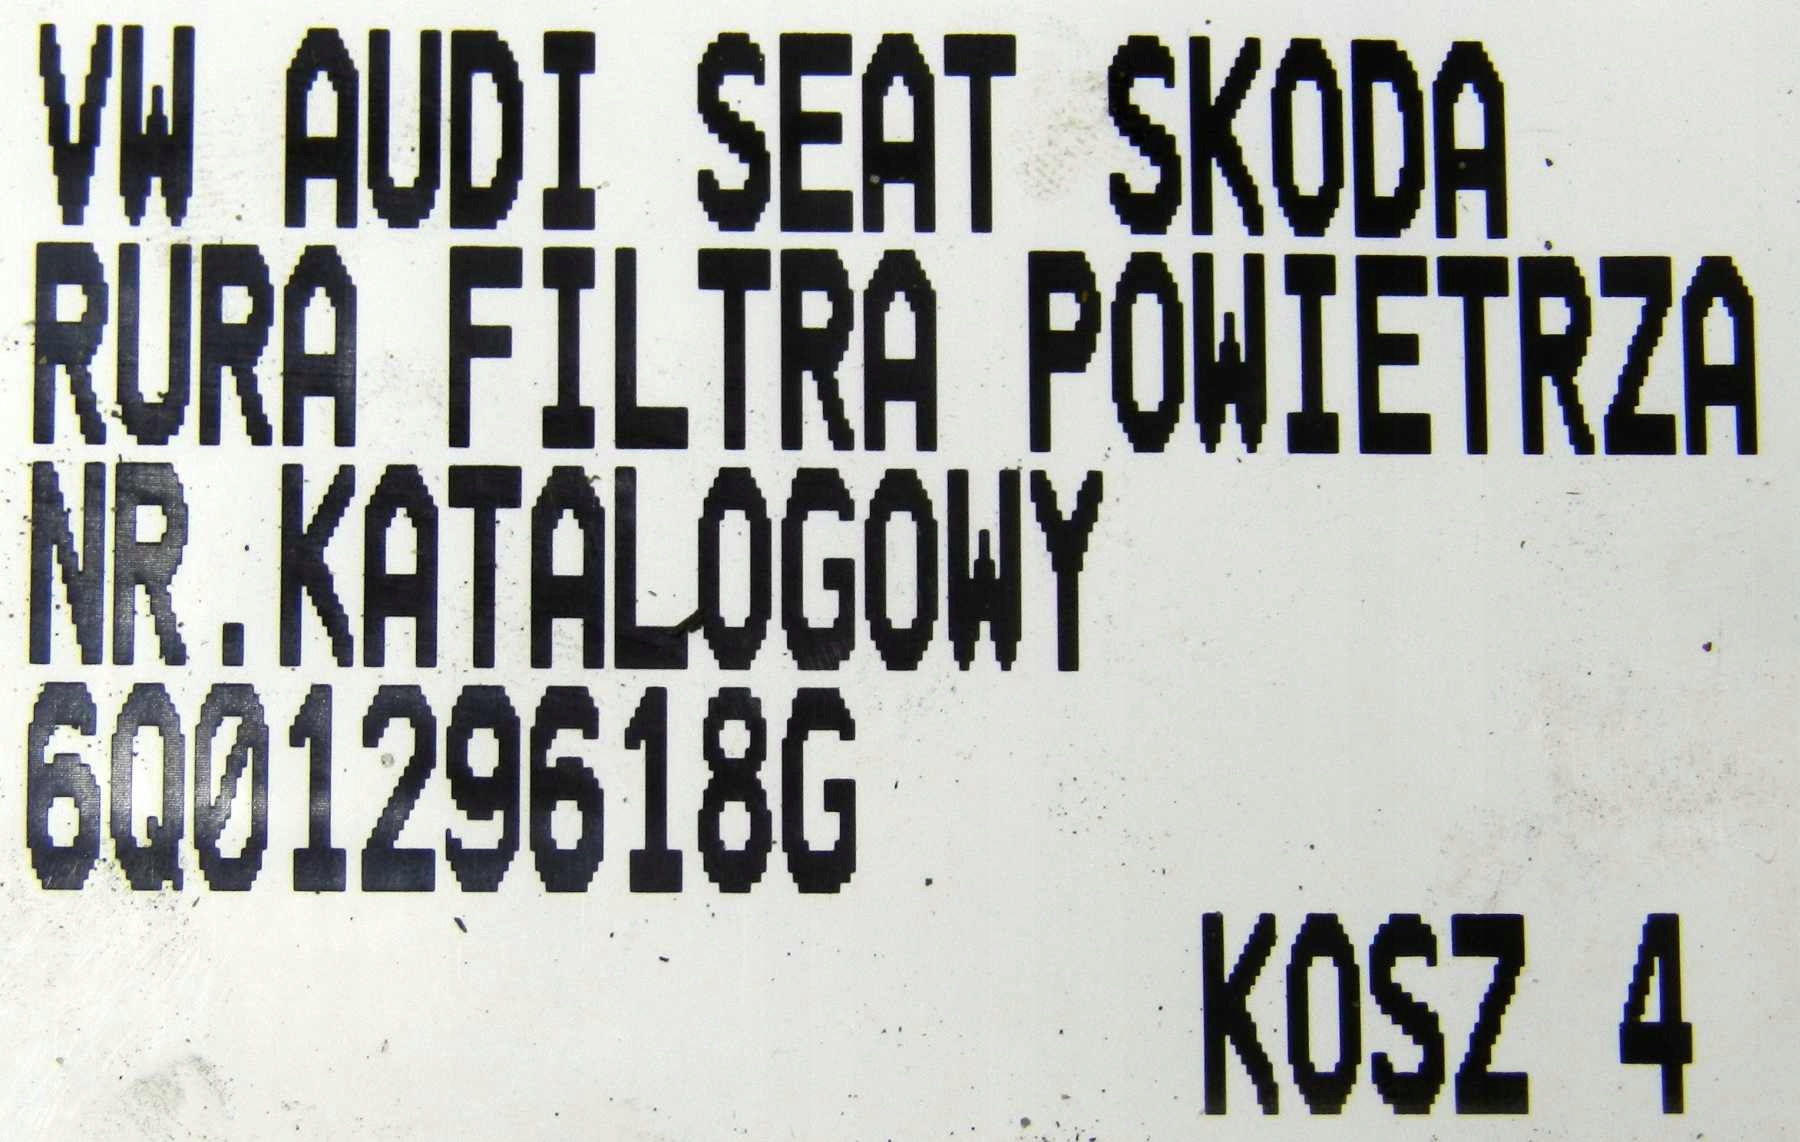 VW AUDI SEAT SKODA
RURA FILTRA POWIETRZA
NR.KATALOGOWY
6Q0129618G
KOSZ 4